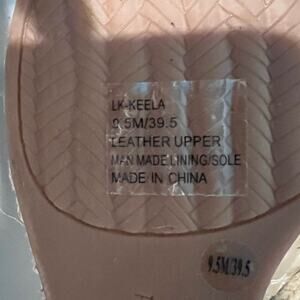 LK-KEELA
9.5M/39.5
LEATHER UPPER
MAN MADE LINING/SOLE
MADE IN CHINA
9.5M/39.5